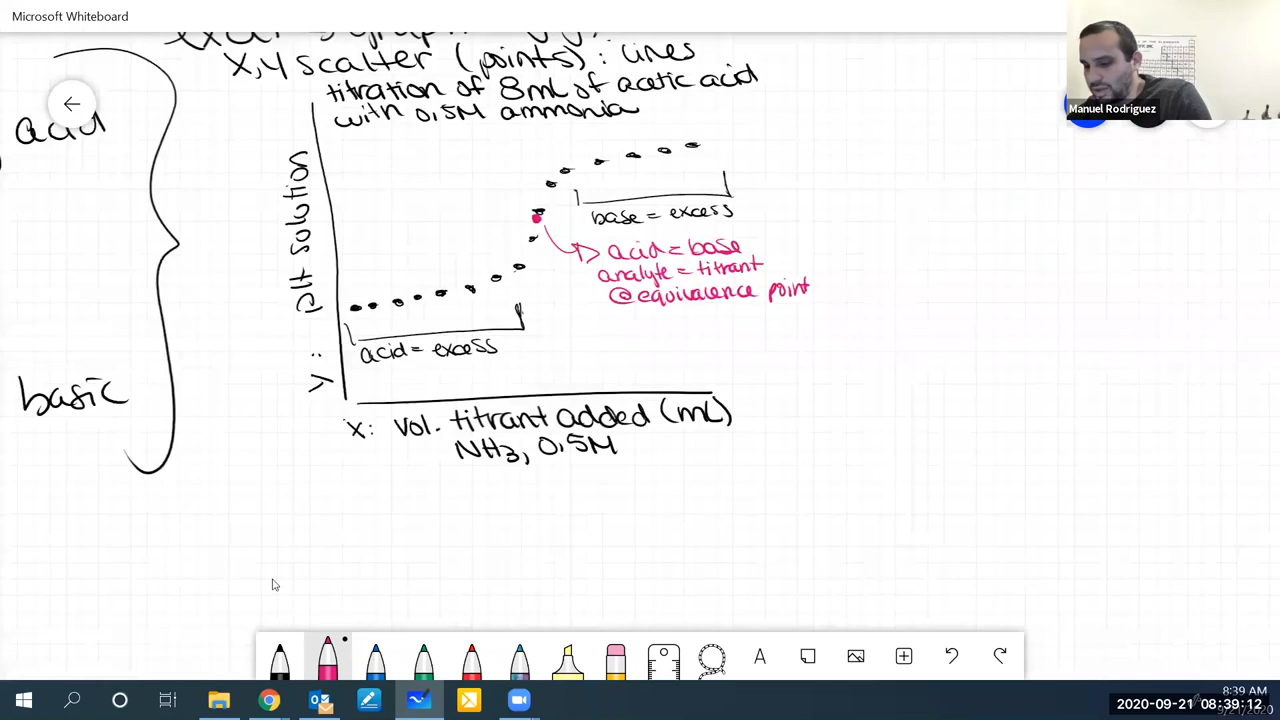 Microsoft Whiteboard
X,Y scatter (points): lines
titration of 8mL of acetic acid
with 0.5M ammonia
Manuel Rodriguez
acid
basic
y: pH solution
base = excess
acid = base
analyte = titrant
@equivalence point
acid = excess
x: vol. titrant added (mL)
NH3, 0.5M
A
8:39 AM
2020-09-21 08:39:12